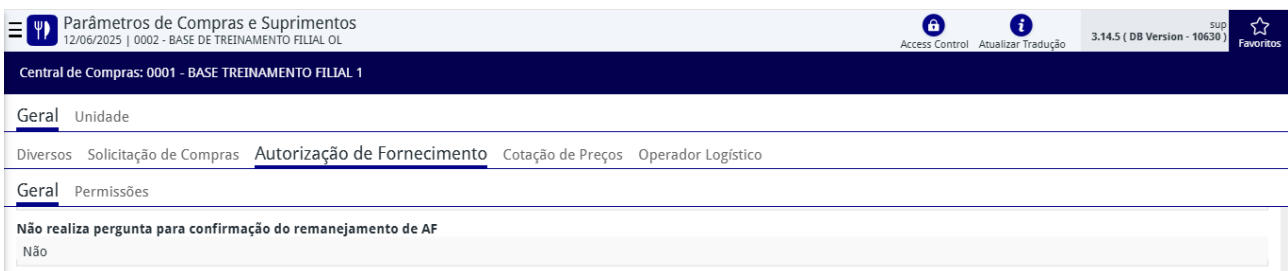 Parâmetros de Compras e Suprimentos
12/06/2025 | 0002 - BASE DE TREINAMENTO FILIAL OL
Access Control Atualizar Tradução
sup
3.14.5 ( DB Version - 10630 )
Favoritos
Central de Compras: 0001 - BASE TREINAMENTO FILIAL 1
Geral Unidade
Diversos Solicitação de Compras Autorização de Fornecimento Cotação de Preços Operador Logístico
Geral Permissões
Não realiza pergunta para confirmação do remanejamento de AF
Não